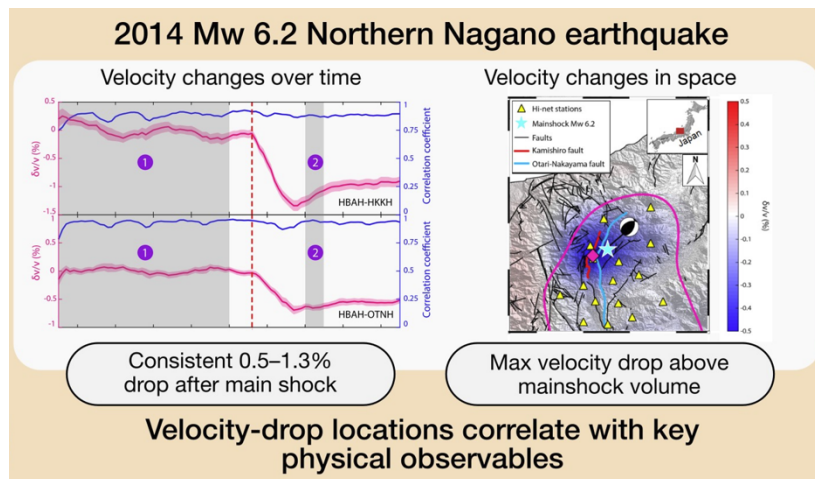 2014 Mw 6.2 Northern Nagano earthquake
Velocity changes over time
0.5
0
-0.5
-1
-1.5
δv/v (%)
1
2
HBAH-HKKH
1
0.75
0.5
0.25
0
Correlation coefficient
0.5
0
-0.5
-1
δv/v (%)
1
2
HBAH-OTNH
1
0.75
0.5
0.25
0
Correlation coefficient
Consistent 0.5–1.3%
drop after main shock
Velocity changes in space
Hi-net stations
Mainshock Mw 6.2
Faults
Kamishiro fault
Otari-Nakayama fault
Japan
N
0.5
0.4
0.3
0.2
0.1
0
-0.1
-0.2
-0.3
-0.4
-0.5
δv/v (%)
Max velocity drop above
mainshock volume
Velocity-drop locations correlate with key
physical observables